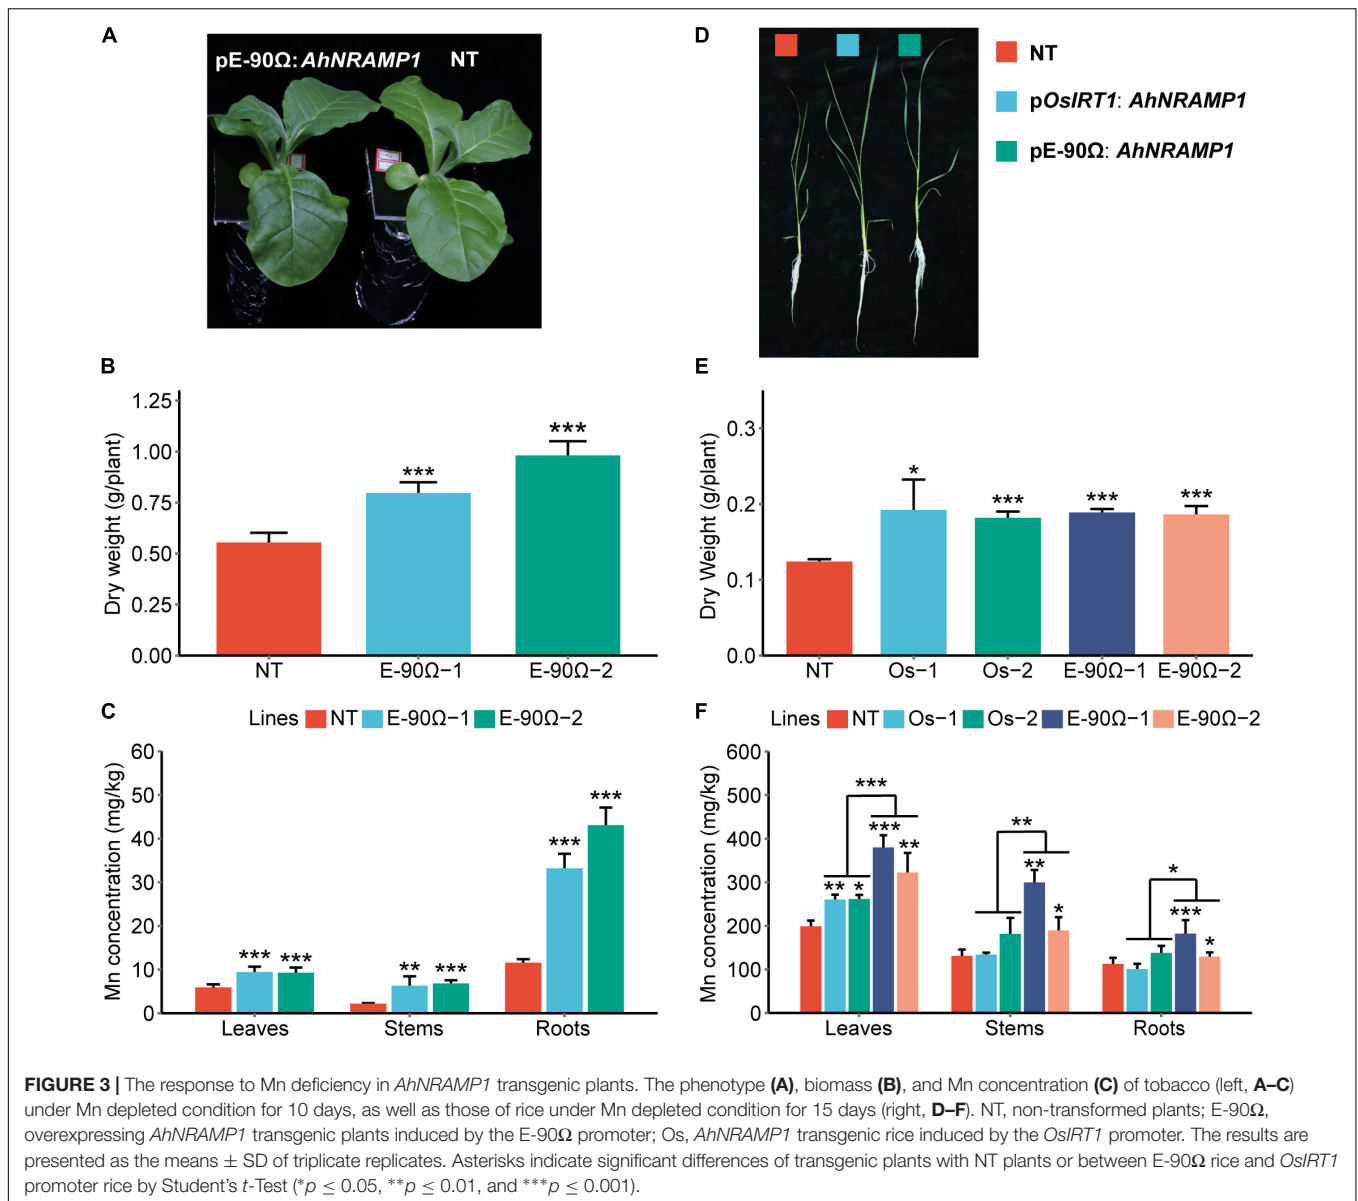 A
pE-90Ω: AhNRAMP1 NT
B
Dry weight (g/plant)
1.25
1.00
0.75
0.50
0.25
0.00
NT E-90Ω−1 E-90Ω−2
*** ***
C
Lines NT E-90Ω−1 E-90Ω−2
Mn concentration (mg/kg)
60
50
40
30
20
10
0
*** *** ** *** *** ***
Leaves Stems Roots
D
NT
pOsIRT1: AhNRAMP1
pE-90Ω: AhNRAMP1
E
Dry Weight (g/plant)
0.3
0.2
0.1
0.0
* *** *** ***
NT Os−1 Os−2 E-90Ω−1 E-90Ω−2
F
Lines NT Os−1 Os−2 E-90Ω−1 E-90Ω−2
Mn concentration (mg/kg)
600
500
400
300
200
100
0
*** ** *
** * *** ** ** * *** *
Leaves Stems Roots
FIGURE 3 | The response to Mn deficiency in AhNRAMP1 transgenic plants. The phenotype (A), biomass (B), and Mn concentration (C) of tobacco (left, A–C)
under Mn depleted condition for 10 days, as well as those of rice under Mn depleted condition for 15 days (right, D–F). NT, non-transformed plants; E-90Ω,
overexpressing AhNRAMP1 transgenic plants induced by the E-90Ω promoter; Os, AhNRAMP1 transgenic rice induced by the OsIRT1 promoter. The results are
presented as the means ± SD of triplicate replicates. Asterisks indicate significant differences of transgenic plants with NT plants or between E-90Ω rice and OsIRT1
promoter rice by Student's t-Test (*p ≤ 0.05, **p ≤ 0.01, and ***p ≤ 0.001).